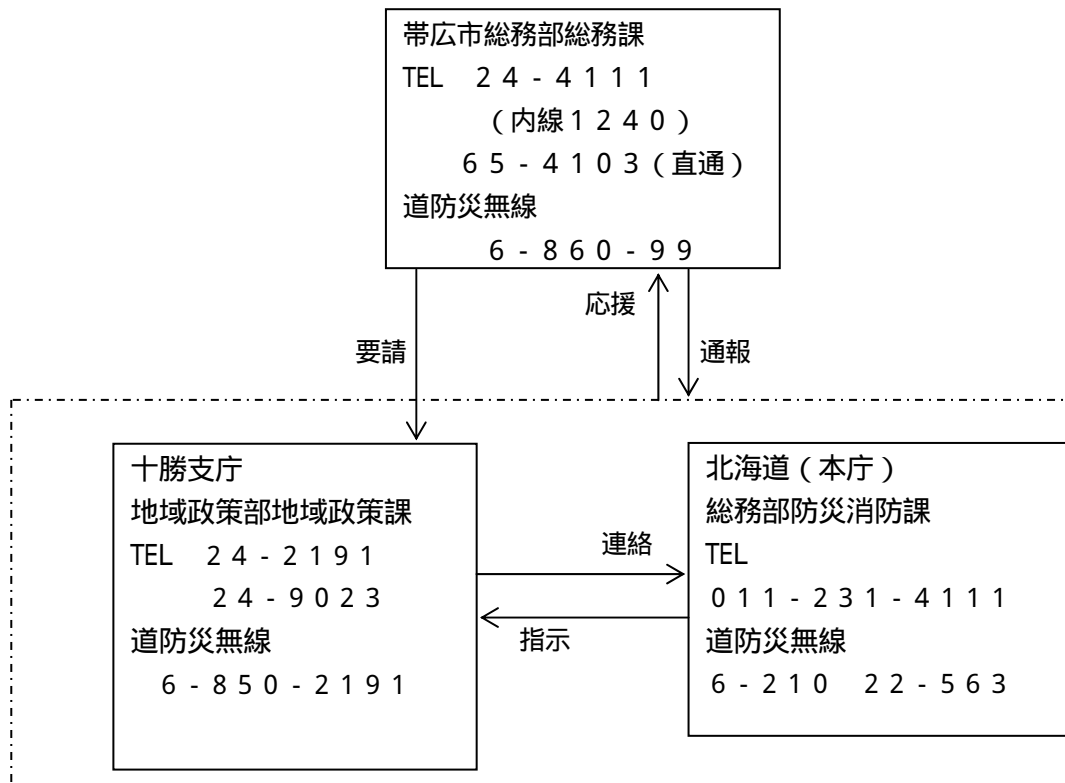 帯広市総務部総務課
TEL 24-4111
(内線1240)
65-4103(直通)
道防災無線
6-860-99
応援
要請
通報
十勝支庁
地域政策部地域政策課
TEL 24-2191
24-9023
道防災無線
6-850-2191
連絡
指示
北海道(本庁)
総務部防災消防課
TEL
011-231-4111
道防災無線
6-210 22-563